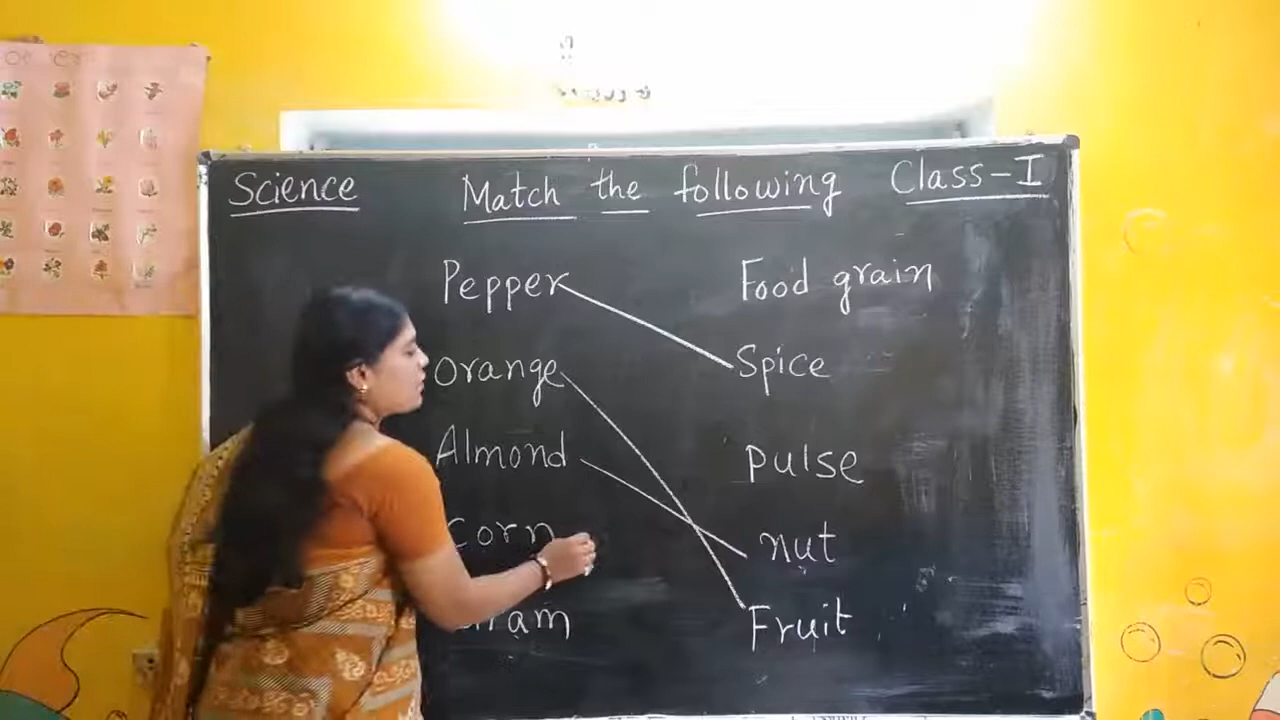 Science Match the following Class-I
Pepper Food grain
Orange Spice
Almond Pulse
Corn nut
Fruit